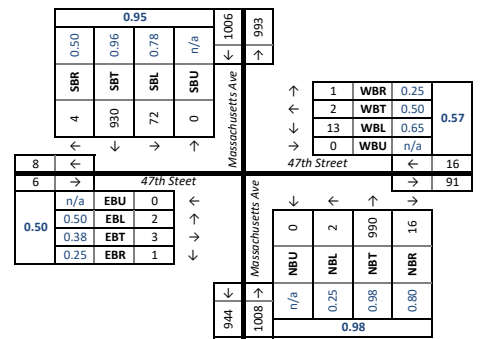 0.95
0.50 0.96 0.78 n/a
SBR SBT SBL SBU
4 930 72 0
← ↓ → ↑
1006 993
↓ ↑
Massachusetts Ave
↑ 1 WBR 0.25
← 2 WBT 0.50
↓ 13 WBL 0.65
→ 0 WBU n/a
0.57
47th Street ← 16
→ 91
8 ←
6 → 47th Steet
0.50
n/a EBU 0 ←
0.50 EBL 2 ↑
0.38 EBT 3 →
0.25 EBR 1 ↓
Massachusetts Ave
↓ ↑
944 1008
↓ ← ↑ →
0 2 990 16
NBU NBL NBT NBR
n/a 0.25 0.98 0.80
0.98